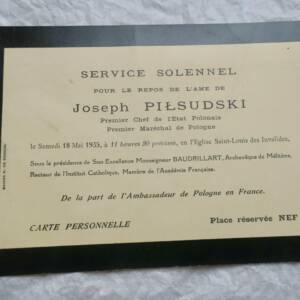 SERVICE SOLENNEL
POUR LE REPOS DE L'AME DE
Joseph PIŁSUDSKI
Premier Chef de l'Etat Polonais
Premier Maréchal de Pologne
le Samedi 18 Mai 1935, à 11 heures 30 précises, en l'Eglise Saint-Louis des Invalides,
Sous la présidence de Son Excellence Monseigneur BAUDRILLART, Archevêque de Mélitène,
Recteur de l'Institut Catholique, Membre de l'Académie Française.
De la part de l'Ambassadeur de Pologne en France.
CARTE PERSONNELLE
Place réservée NEF